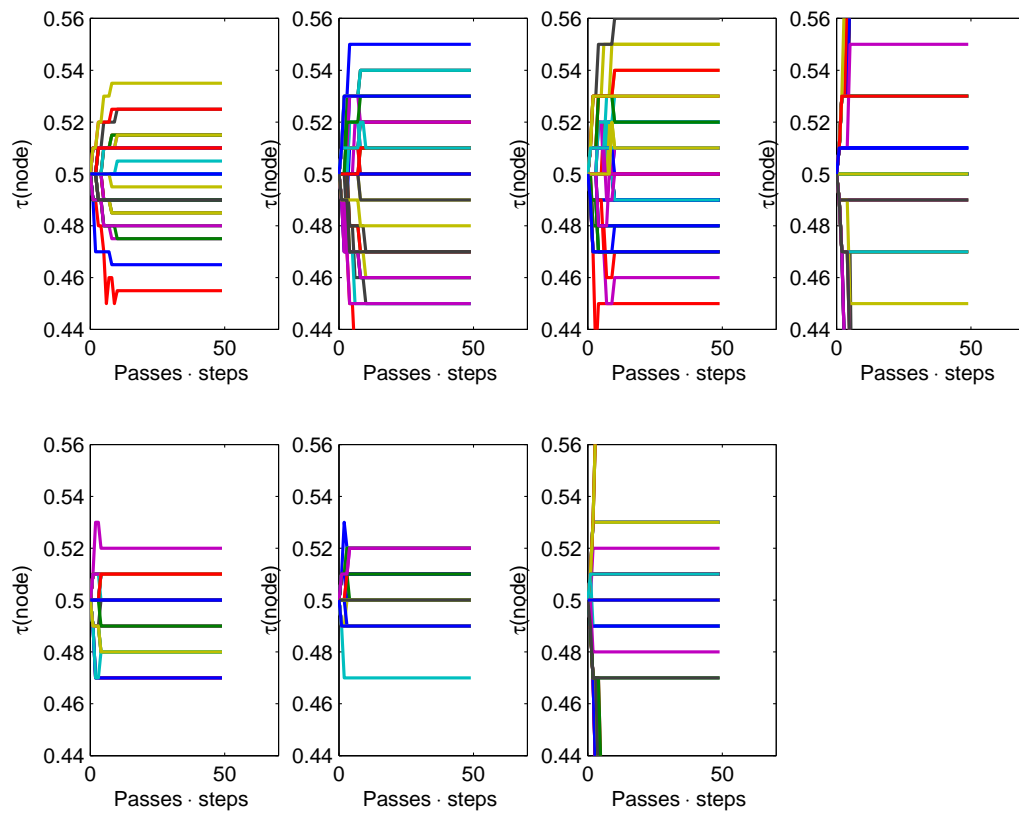 0.56 0.56 0.56 0.56
0.54 0.54 0.54 0.54
0.52 0.52 0.52 0.52
0.5 0.5 0.5 0.5
0.48 0.48 0.48 0.48
0.46 0.46 0.46 0.46
0.44 0.44 0.44 0.44
τ(node) τ(node) τ(node) τ(node)
0 50 0 50 0 50 0 50
Passes · steps Passes · steps Passes · steps Passes · steps
0.56 0.56 0.56
0.54 0.54 0.54
0.52 0.52 0.52
0.5 0.5 0.5
0.48 0.48 0.48
0.46 0.46 0.46
0.44 0.44 0.44
τ(node) τ(node) τ(node)
0 50 0 50 0 50
Passes · steps Passes · steps Passes · steps